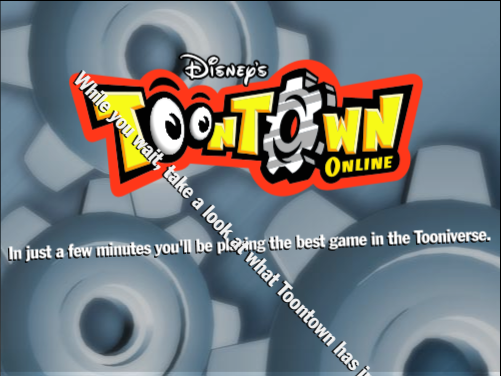 Disney's
ToonTown
Online
While you wait, take a look at what Toontown has
In just a few minutes you'll be playing the best game in the Tooniverse.